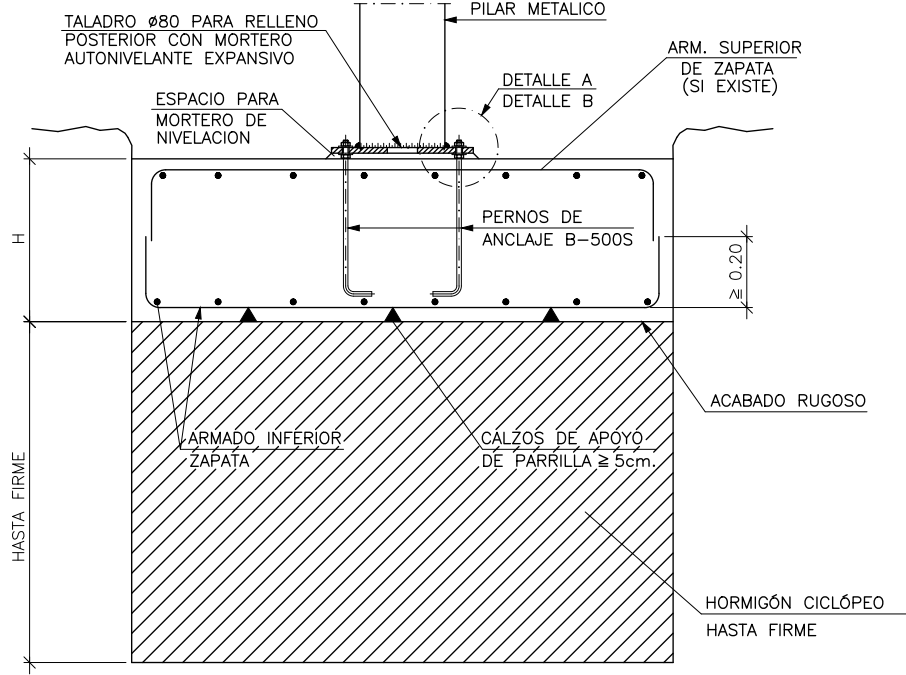 PILAR METALICO
TALADRO ø80 PARA RELLENO
POSTERIOR CON MORTERO
AUTONIVELANTE EXPANSIVO
ARM. SUPERIOR
DE ZAPATA
(SI EXISTE)
DETALLE A
DETALLE B
ESPACIO PARA
MORTERO DE
NIVELACION
PERNOS DE
ANCLAJE B-500S
H
≥ 0.20
ACABADO RUGOSO
ARMADO INFERIOR
ZAPATA
CALZOS DE APOYO
DE PARRILLA ≥ 5cm.
HASTA FIRME
HORMIGÓN CICLÓPEO
HASTA FIRME